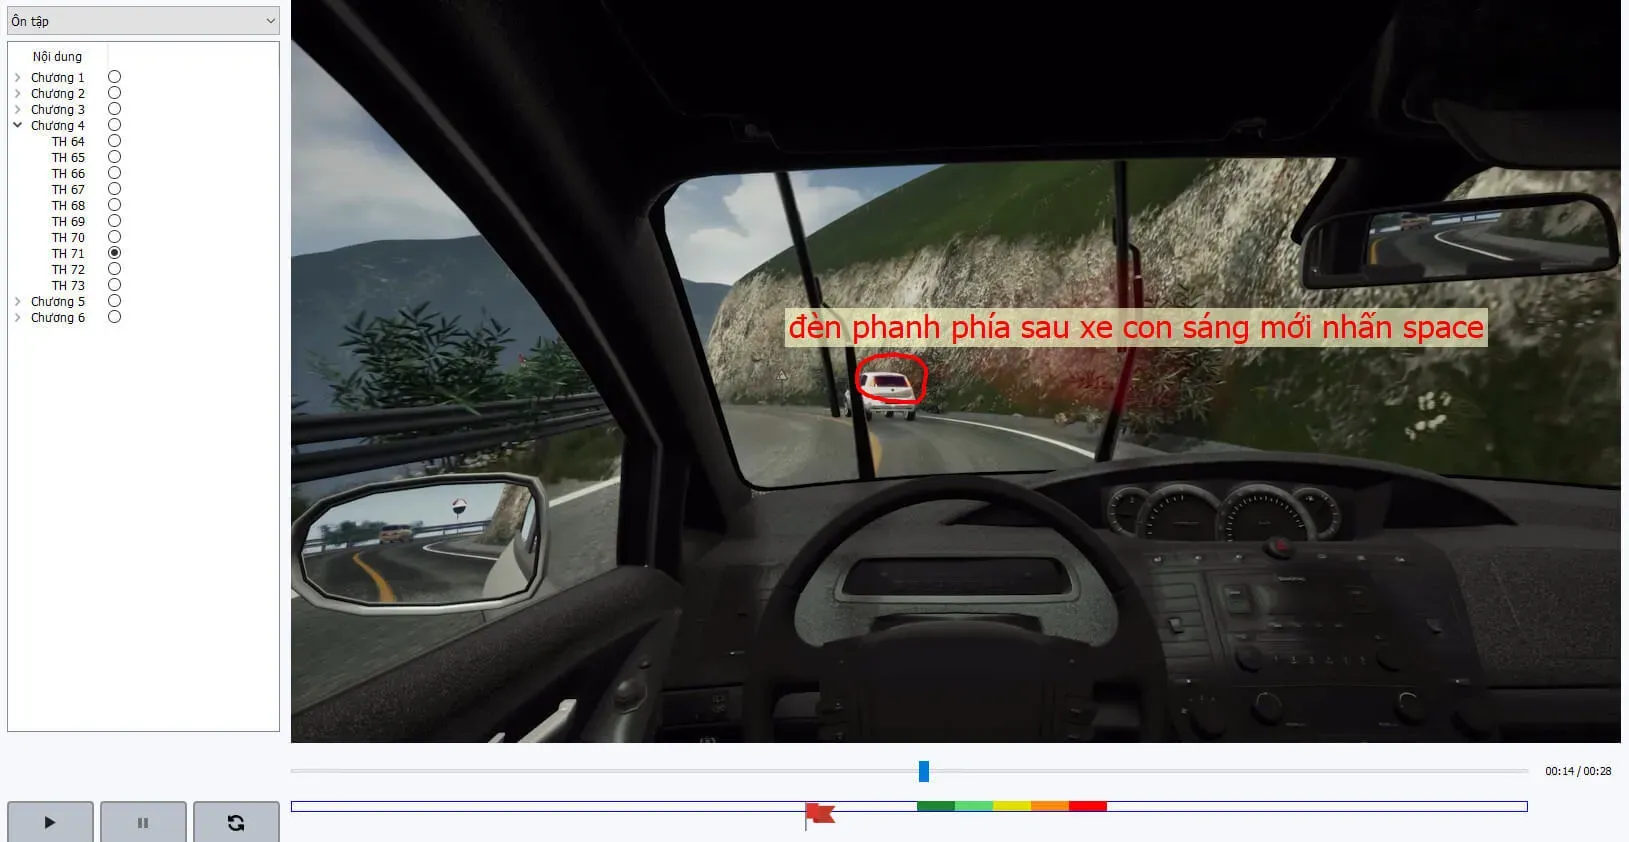 Ôn tập
Nội dung
Chương 1
Chương 2
Chương 3
Chương 4
TH 64
TH 65
TH 66
TH 67
TH 68
TH 69
TH 70
TH 71
TH 72
TH 73
Chương 5
Chương 6
đèn phanh phía sau xe con sáng mới nhấn space
00:14 / 00:28